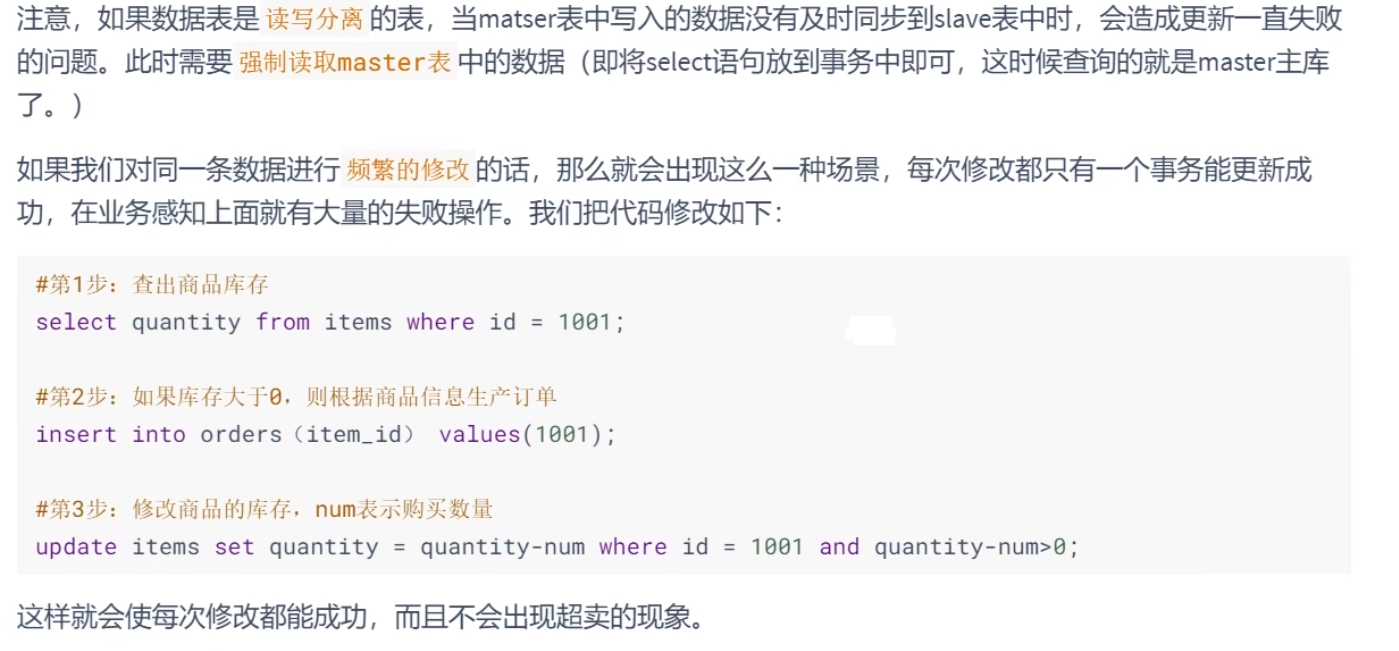 注意，如果数据表是 读写分离 的表，当matser表中写入的数据没有及时同步到slave表中时，会造成更新一直失败
的问题。此时需要 强制读取master表 中的数据（即将select语句放到事务中即可，这时候查询的就是master主库
了。）
如果我们对同一条数据进行 频繁的修改 的话，那么就会出现这么一种场景，每次修改都只有一个事务能更新成
功，在业务感知上面就有大量的失败操作。我们把代码修改如下：
#第1步：查出商品库存
select quantity from items where id = 1001;
#第2步：如果库存大于0，则根据商品信息生产订单
insert into orders（item_id） values(1001);
#第3步：修改商品的库存，num表示购买数量
update items set quantity = quantity-num where id = 1001 and quantity-num>0;
这样就会使每次修改都能成功，而且不会出现超卖的现象。